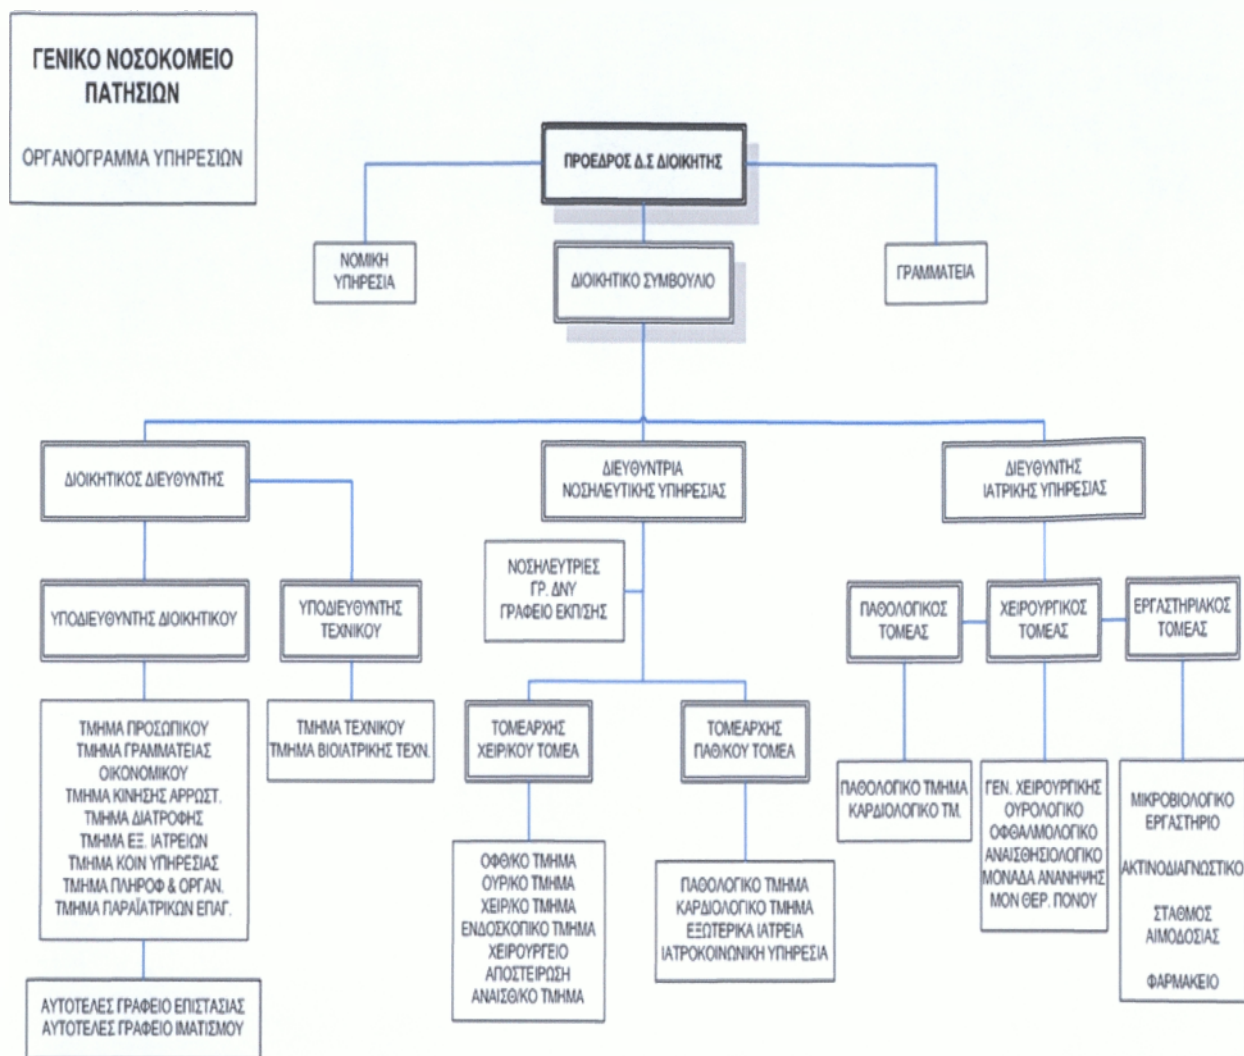 ΓΕΝΙΚΟ ΝΟΣΟΚΟΜΕΙΟ
ΠΑΤΗΣΙΩΝ
ΟΡΓΑΝΟΓΡΑΜΜΑ ΥΠΗΡΕΣΙΩΝ
ΠΡΟΕΔΡΟΣ Δ.Σ ΔΙΟΙΚΗΤΗΣ
ΝΟΜΙΚΗ
ΥΠΗΡΕΣΙΑ
ΔΙΟΙΚΗΤΙΚΟ ΣΥΜΒΟΥΛΙΟ
ΓΡΑΜΜΑΤΕΙΑ
ΔΙΟΙΚΗΤΙΚΟΣ ΔΙΕΥΘΥΝΤΗΣ
ΔΙΕΥΘΥΝΤΡΙΑ
ΝΟΣΗΛΕΥΤΙΚΗΣ ΥΠΗΡΕΣΙΑΣ
ΔΙΕΥΘΥΝΤΗΣ
ΙΑΤΡΙΚΗΣ ΥΠΗΡΕΣΙΑΣ
ΝΟΣΗΛΕΥΤΡΙΕΣ
ΓΡ. ΔΝΥ
ΓΡΑΦΕΙΟ ΕΚΠ/ΣΗΣ
ΥΠΟΔΙΕΥΘΥΝΤΗΣ ΔΙΟΙΚΗΤΙΚΟΥ
ΥΠΟΔΙΕΥΘΥΝΤΗΣ
ΤΕΧΝΙΚΟΥ
ΠΑΘΟΛΟΓΙΚΟΣ
ΤΟΜΕΑΣ
ΧΕΙΡΟΥΡΓΙΚΟΣ
ΤΟΜΕΑΣ
ΕΡΓΑΣΤΗΡΙΑΚΟΣ
ΤΟΜΕΑΣ
ΤΜΗΜΑ ΠΡΟΣΩΠΙΚΟΥ
ΤΜΗΜΑ ΓΡΑΜΜΑΤΕΙΑΣ
ΟΙΚΟΝΟΜΙΚΟΥ
ΤΜΗΜΑ ΚΙΝΗΣΗΣ ΑΡΡΩΣΤ.
ΤΜΗΜΑ ΔΙΑΤΡΟΦΗΣ
ΤΜΗΜΑ ΕΞ. ΙΑΤΡΕΙΩΝ
ΤΜΗΜΑ ΚΟΙΝ ΥΠΗΡΕΣΙΑΣ
ΤΜΗΜΑ ΠΛΗΡΟΦ & ΟΡΓΑΝ.
ΤΜΗΜΑ ΠΑΡΑΪΑΤΡΙΚΩΝ ΕΠΑΓ.
ΤΜΗΜΑ ΤΕΧΝΙΚΟΥ
ΤΜΗΜΑ ΒΙΟΙΑΤΡΙΚΗΣ ΤΕΧΝ.
ΤΟΜΕΑΡΧΗΣ
ΧΕΙΡ/ΚΟΥ ΤΟΜΕΑ
ΤΟΜΕΑΡΧΗΣ
ΠΑΘ/ΚΟΥ ΤΟΜΕΑ
ΠΑΘΟΛΟΓΙΚΟ ΤΜΗΜΑ
ΚΑΡΔΙΟΛΟΓΙΚΟ ΤΜ.
ΓΕΝ. ΧΕΙΡΟΥΡΓΙΚΗΣ
ΟΥΡΟΛΟΓΙΚΟ
ΟΦΘΑΛΜΟΛΟΓΙΚΟ
ΑΝΑΙΣΘΗΣΙΟΛΟΓΙΚΟ
ΜΟΝΑΔΑ ΑΝΑΝΗΨΗΣ
ΜΟΝ ΘΕΡ. ΠΟΝΟΥ
ΜΙΚΡΟΒΙΟΛΟΓΙΚΟ
ΕΡΓΑΣΤΗΡΙΟ
ΑΚΤΙΝΟΔΙΑΓΝΩΣΤΙΚΟ
ΣΤΑΘΜΟΣ
ΑΙΜΟΔΟΣΙΑΣ
ΦΑΡΜΑΚΕΙΟ
ΟΦΘ/ΚΟ ΤΜΗΜΑ
ΟΥΡ/ΚΟ ΤΜΗΜΑ
ΧΕΙΡ/ΚΟ ΤΜΗΜΑ
ΕΝΔΟΣΚΟΠΙΚΟ ΤΜΗΜΑ
ΧΕΙΡΟΥΡΓΕΙΟ
ΑΠΟΣΤΕΙΡΩΣΗ
ΑΝΑΙΣΘ/ΚΟ ΤΜΗΜΑ
ΠΑΘΟΛΟΓΙΚΟ ΤΜΗΜΑ
ΚΑΡΔΙΟΛΟΓΙΚΟ ΤΜΗΜΑ
ΕΞΩΤΕΡΙΚΑ ΙΑΤΡΕΙΑ
ΙΑΤΡΟΚΟΙΝΩΝΙΚΗ ΥΠΗΡΕΣΙΑ
ΑΥΤΟΤΕΛΕΣ ΓΡΑΦΕΙΟ ΕΠΙΣΤΑΣΙΑΣ
ΑΥΤΟΤΕΛΕΣ ΓΡΑΦΕΙΟ ΙΜΑΤΙΣΜΟΥ